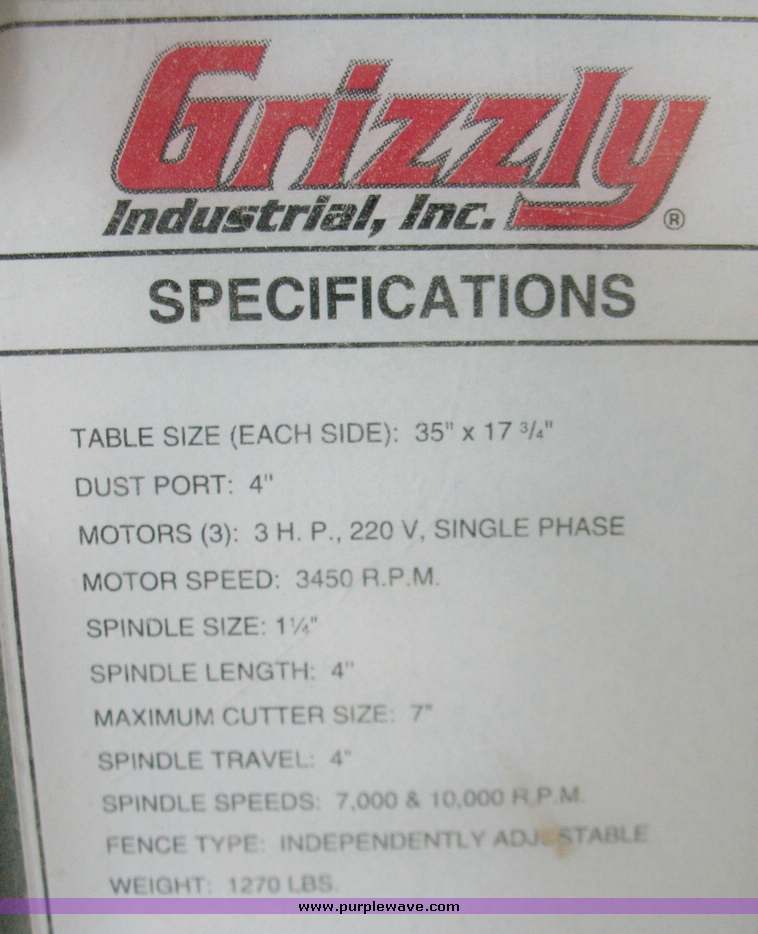 Grizzly
Industrial, Inc. ®
SPECIFICATIONS
TABLE SIZE (EACH SIDE): 35" x 17 3/4"
DUST PORT: 4"
MOTORS (3): 3 H. P., 220 V, SINGLE PHASE
MOTOR SPEED: 3450 R.P.M.
SPINDLE SIZE: 1¼"
SPINDLE LENGTH: 4"
MAXIMUM CUTTER SIZE: 7"
SPINDLE TRAVEL: 4"
SPINDLE SPEEDS: 7,000 & 10,000 R.P.M.
FENCE TYPE: INDEPENDENTLY ADJUSTABLE
WEIGHT: 1270 LBS.
www.purplewave.com